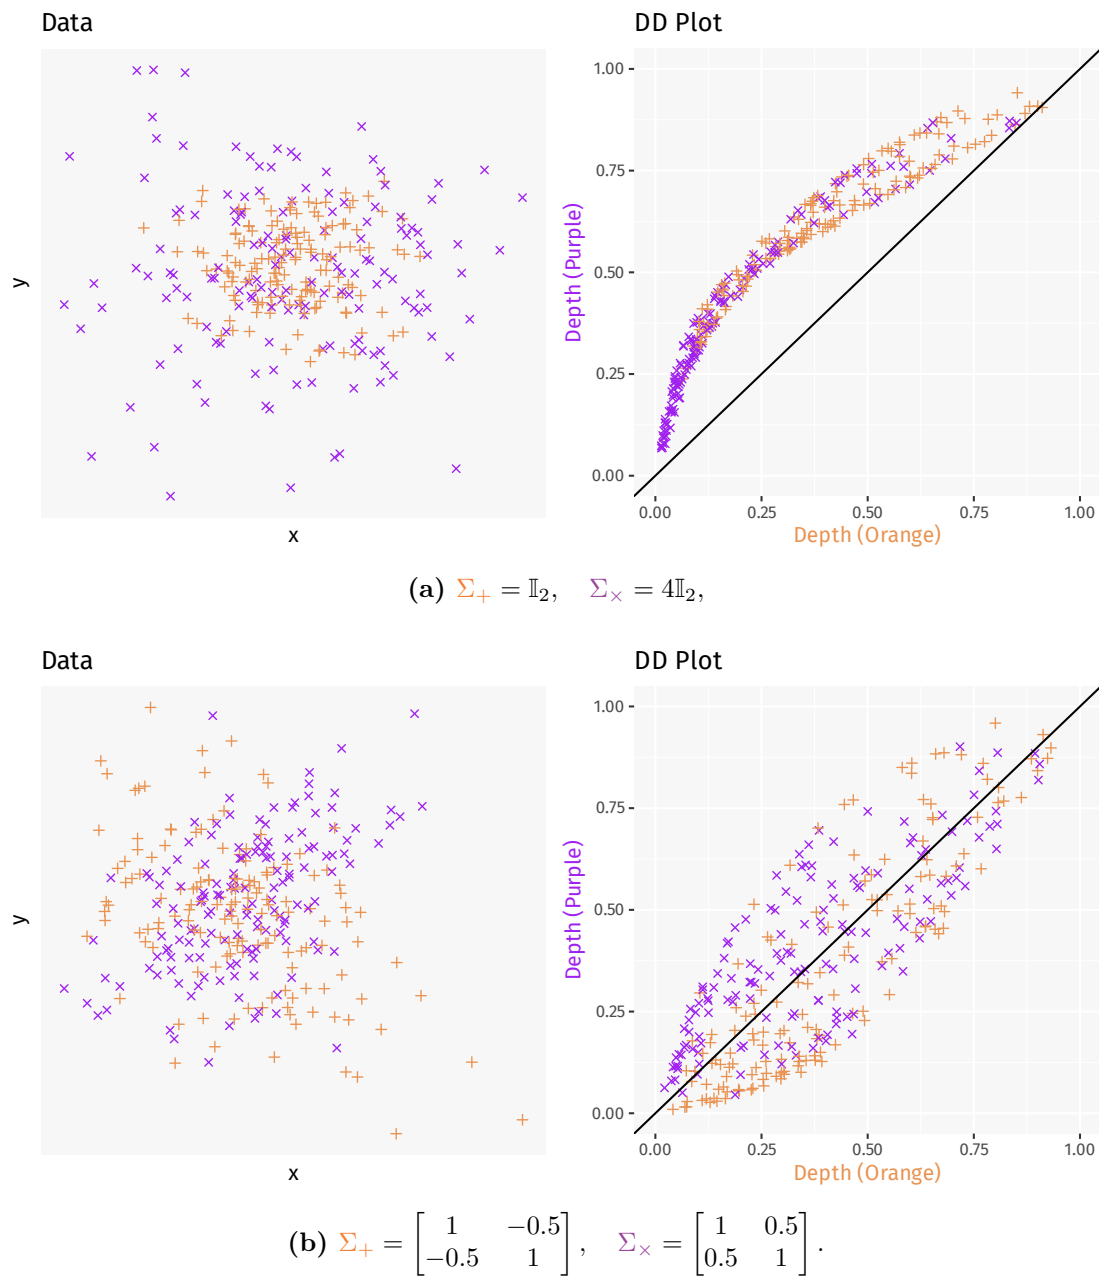 Data
DD Plot
1.00
0.75
0.50
0.25
0.00
Depth (Purple)
y
0.00 0.25 0.50 0.75 1.00
x
Depth (Orange)
(a) Σ₊ = 𝕀₂, Σ× = 4𝕀₂,
Data
DD Plot
1.00
0.75
0.50
0.25
0.00
Depth (Purple)
y
0.00 0.25 0.50 0.75 1.00
x
Depth (Orange)
(b) Σ₊ = [1 −0.5; −0.5 1], Σ× = [1 0.5; 0.5 1].